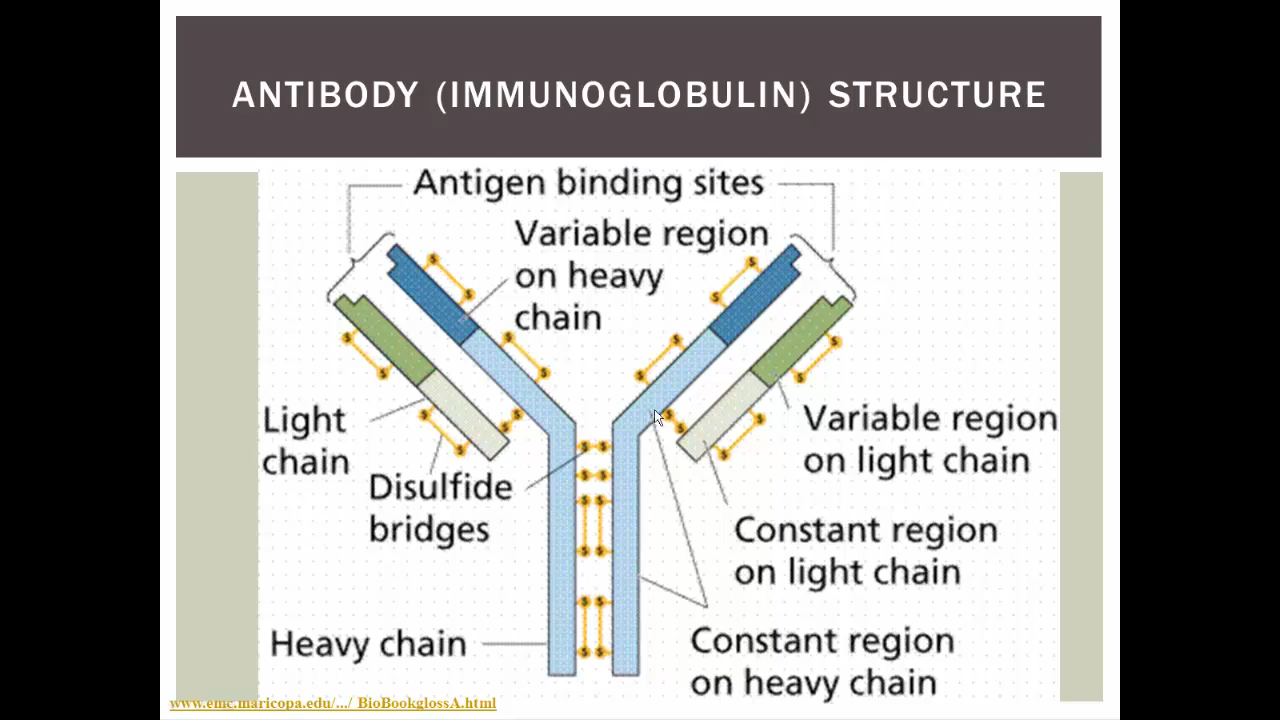 ANTIBODY (IMMUNOGLOBULIN) STRUCTURE
Antigen binding sites
Variable region
on heavy
chain
Light
chain
Disulfide
bridges
Variable region
on light chain
Constant region
on light chain
Heavy chain
Constant region
on heavy chain
www.emc.maricopa.edu/.../ BioBookglossA.html